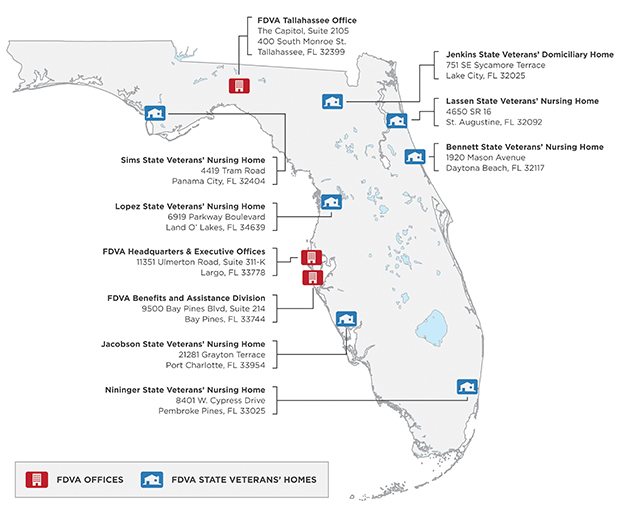 FDVA Tallahassee Office
The Capitol, Suite 2105
400 South Monroe St.
Tallahassee, FL 32399
Jenkins State Veterans' Domiciliary Home
751 SE Sycamore Terrace
Lake City, FL 32025
Lassen State Veterans' Nursing Home
4650 SR 16
St. Augustine, FL 32092
Bennett State Veterans' Nursing Home
1920 Mason Avenue
Daytona Beach, FL 32117
Sims State Veterans' Nursing Home
4419 Tram Road
Panama City, FL 32404
Lopez State Veterans' Nursing Home
6919 Parkway Boulevard
Land O' Lakes, FL 34639
FDVA Headquarters & Executive Offices
11351 Ulmerton Road, Suite 311-K
Largo, FL 33778
FDVA Benefits and Assistance Division
9500 Bay Pines Blvd, Suite 214
Bay Pines, FL 33744
Jacobson State Veterans' Nursing Home
21281 Grayton Terrace
Port Charlotte, FL 33954
Nininger State Veterans' Nursing Home
8401 W. Cypress Drive
Pembroke Pines, FL 33025
FDVA OFFICES
FDVA STATE VETERANS' HOMES